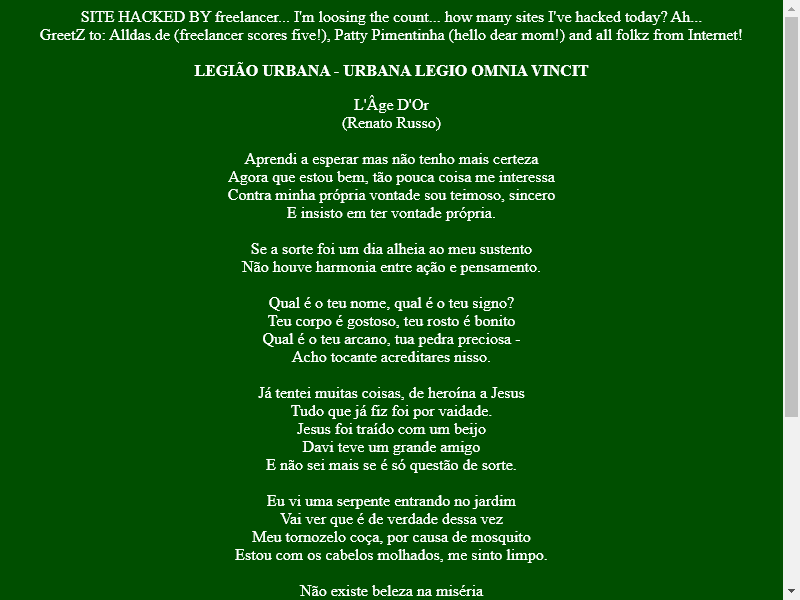 SITE HACKED BY freelancer... I'm loosing the count... how many sites I've hacked today? Ah...
GreetZ to: Alldas.de (freelancer scores five!), Patty Pimentinha (hello dear mom!) and all folkz from Internet!
LEGIÃO URBANA - URBANA LEGIO OMNIA VINCIT
L'Âge D'Or
(Renato Russo)
Aprendi a esperar mas não tenho mais certeza
Agora que estou bem, tão pouca coisa me interessa
Contra minha própria vontade sou teimoso, sincero
E insisto em ter vontade própria.
Se a sorte foi um dia alheia ao meu sustento
Não houve harmonia entre ação e pensamento.
Qual é o teu nome, qual é o teu signo?
Teu corpo é gostoso, teu rosto é bonito
Qual é o teu arcano, tua pedra preciosa -
Acho tocante acreditares nisso.
Já tentei muitas coisas, de heroína a Jesus
Tudo que já fiz foi por vaidade.
Jesus foi traído com um beijo
Davi teve um grande amigo
E não sei mais se é só questão de sorte.
Eu vi uma serpente entrando no jardim
Vai ver que é de verdade dessa vez
Meu tornozelo coça, por causa de mosquito
Estou com os cabelos molhados, me sinto limpo.
Não existe beleza na miséria